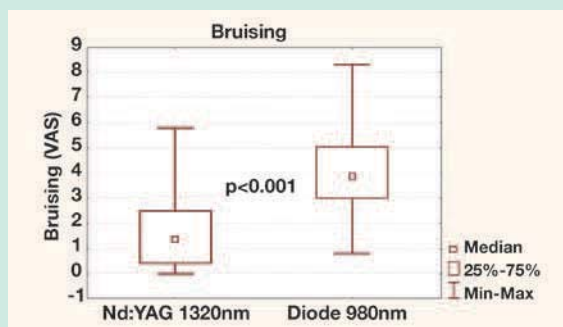 Bruising
9
8
7
6
5
4
3
2
1
0
-1
Bruising (VAS)
p<0.001
Nd:YAG 1320nm Diode 980nm
Median
25%-75%
Min-Max